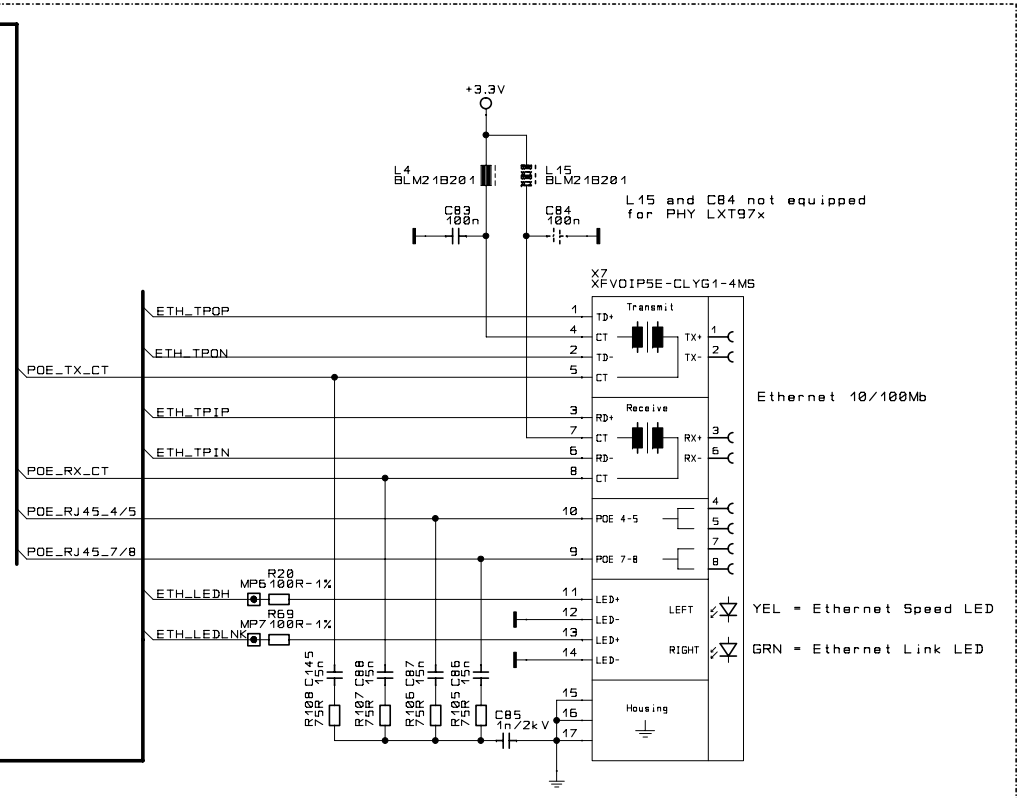 +3.3V
L4
BLM21B201
L15
BLM21B201
L15 and C84 not equipped
for PHY LXT97x
C83
100n
C84
100n
X7
XFVOIP5E-CLYG1-4MS
ETH_TPOP
1
TD+
Transmit
4
CT
TX+
1
ETH_TPON
2
TD-
TX-
2
POE_TX_CT
5
CT
Ethernet 10/100Mb
ETH_TPIP
3
RD+
Receive
7
CT
RX+
3
ETH_TPIN
6
RD-
RX-
6
POE_RX_CT
8
CT
POE_RJ45_4/5
10
POE 4-5
4
5
POE_RJ45_7/8
9
POE 7-8
7
8
ETH_LEDH
MP6
R20
100R-1%
11
LED+
LEFT
YEL = Ethernet Speed LED
12
LED-
ETH_LEDLNK
MP7
R69
100R-1%
13
LED+
RIGHT
GRN = Ethernet Link LED
14
LED-
C145
15n
C88
15n
C87
15n
C86
15n
R108
75R
R107
75R
R106
75R
R105
75R
C85
1n/2kV
15
16
17
Housing